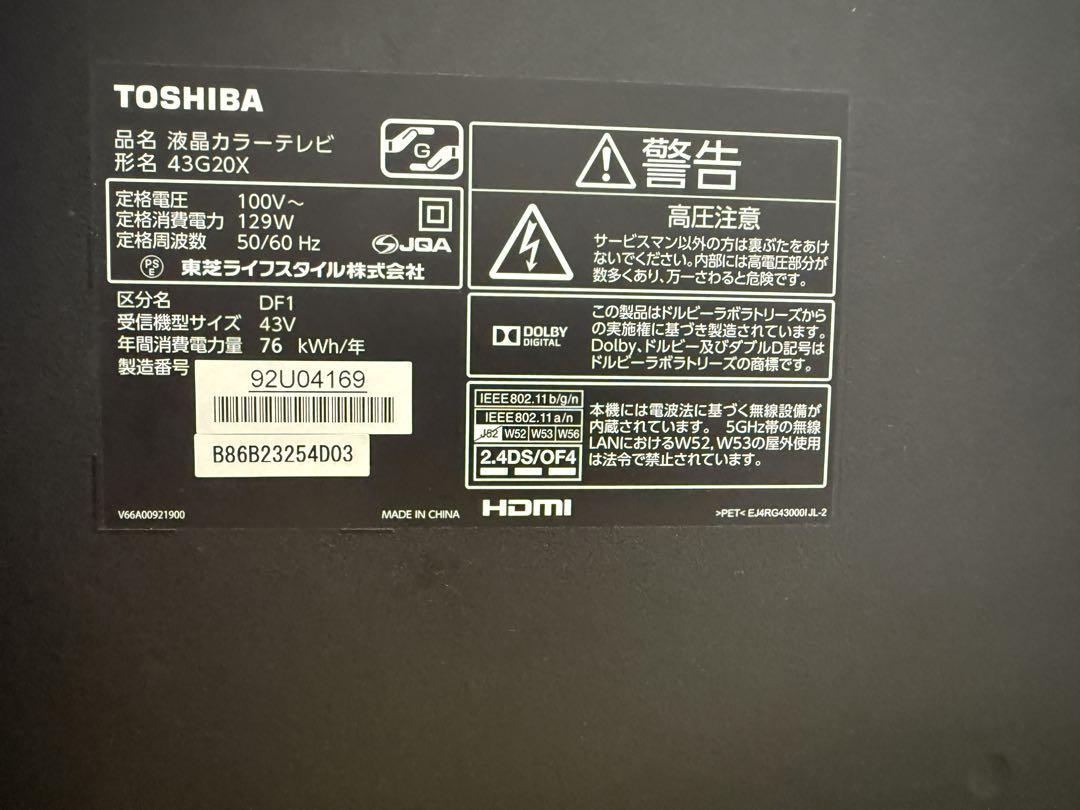 TOSHIBA
品名 液晶カラーテレビ
形名 43G20X
G
定格電圧 100V～
定格消費電力 129W
定格周波数 50/60 Hz
JQA
PSE 東芝ライフスタイル株式会社
区分名 DF1
受信機型サイズ 43V
年間消費電力量 76 kWh/年
製造番号
92U04169
B86B23254D03
V66A00921900
MADE IN CHINA
警告
高圧注意
サービスマン以外の方は裏ぶたをあけ
ないでください。内部には高電圧部分が
数多くあり、万一さわると危険です。
DOLBY
DIGITAL
この製品はドルビーラボラトリーズから
の実施権に基づき製造されています。
Dolby、ドルビー及びダブルD記号は
ドルビーラボラトリーズの商標です。
IEEE802.11b/g/n
IEEE802.11a/n
J52 W52 W53 W56
2.4DS/OF4
本機には電波法に基づく無線設備が
内蔵されています。 5GHz帯の無線
LANにおけるW52, W53の屋外使用
は法令で禁止されています。
HDMI
>PET< EJ4RG43000IJL-2